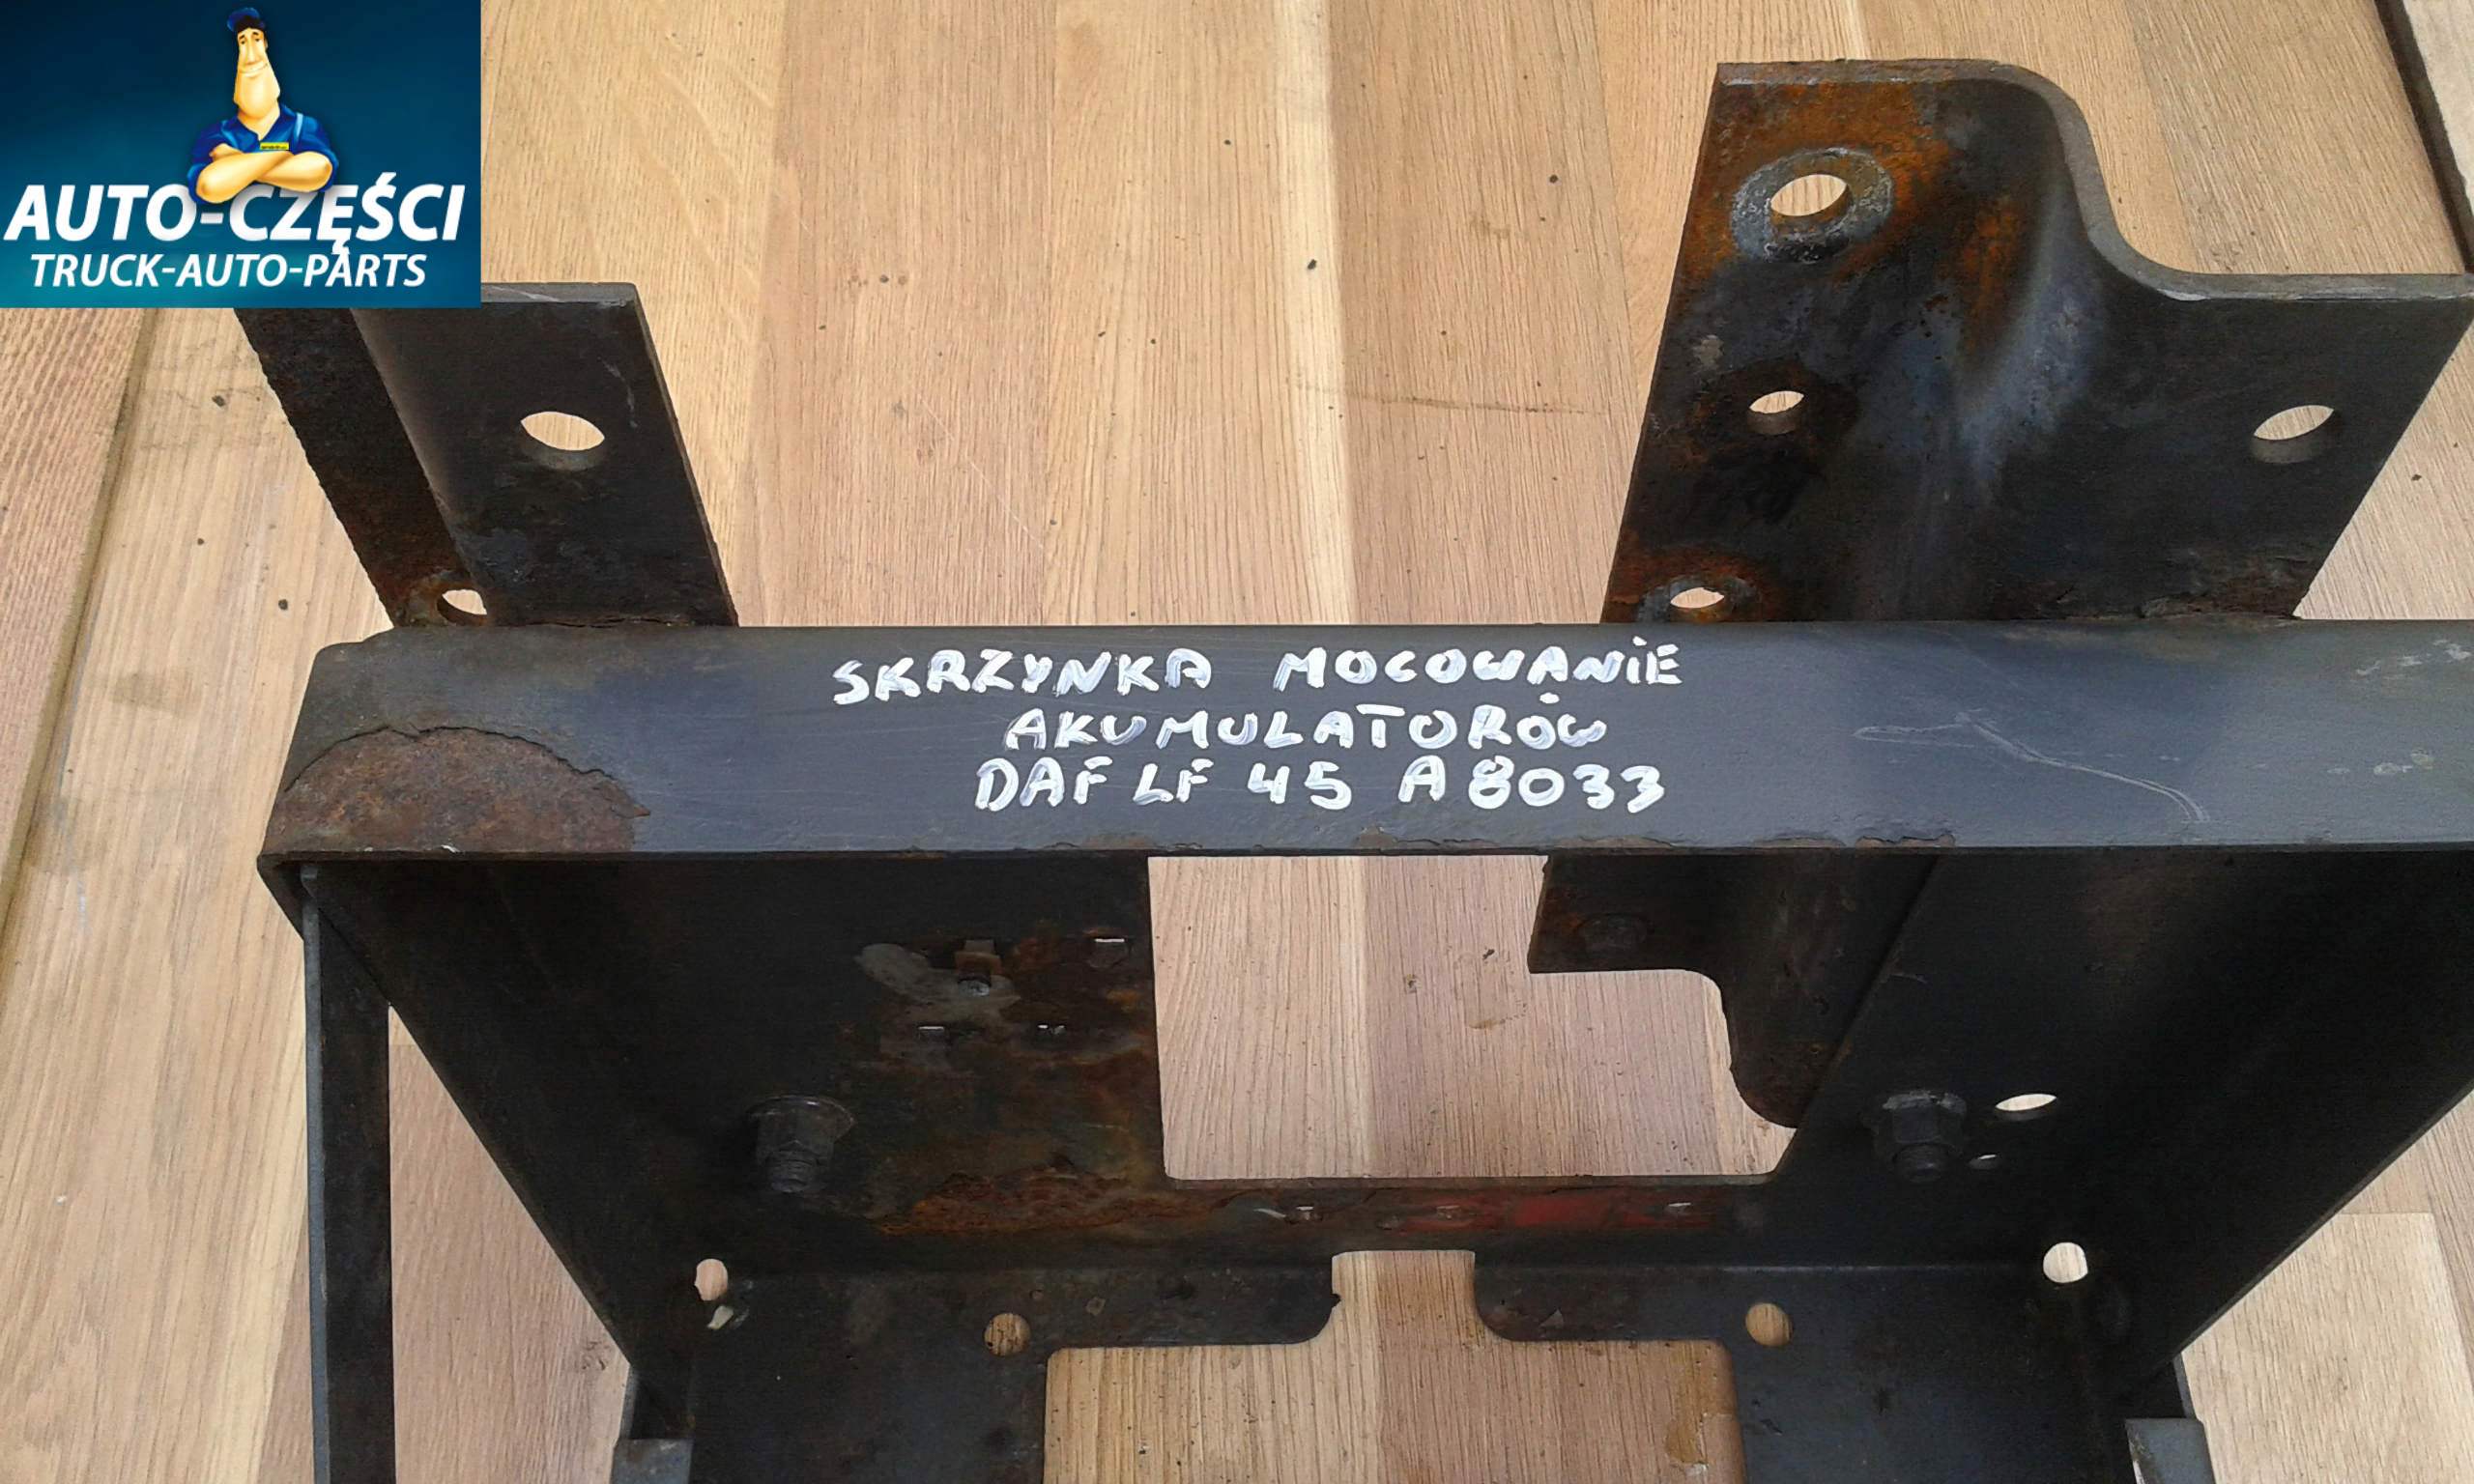 AUTO-CZĘŚCI
TRUCK-AUTO-PARTS
SKRZYNKA MOCOWANiE
AKUMULATORÓW
DAF LF 45 A8033